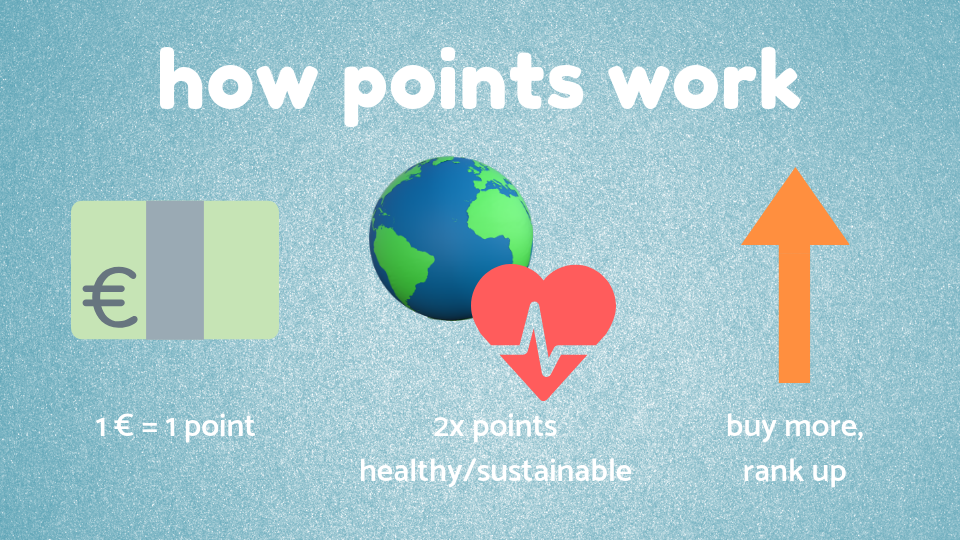 how points work
€
1 € = 1 point
2x points
healthy/sustainable
buy more,
rank up